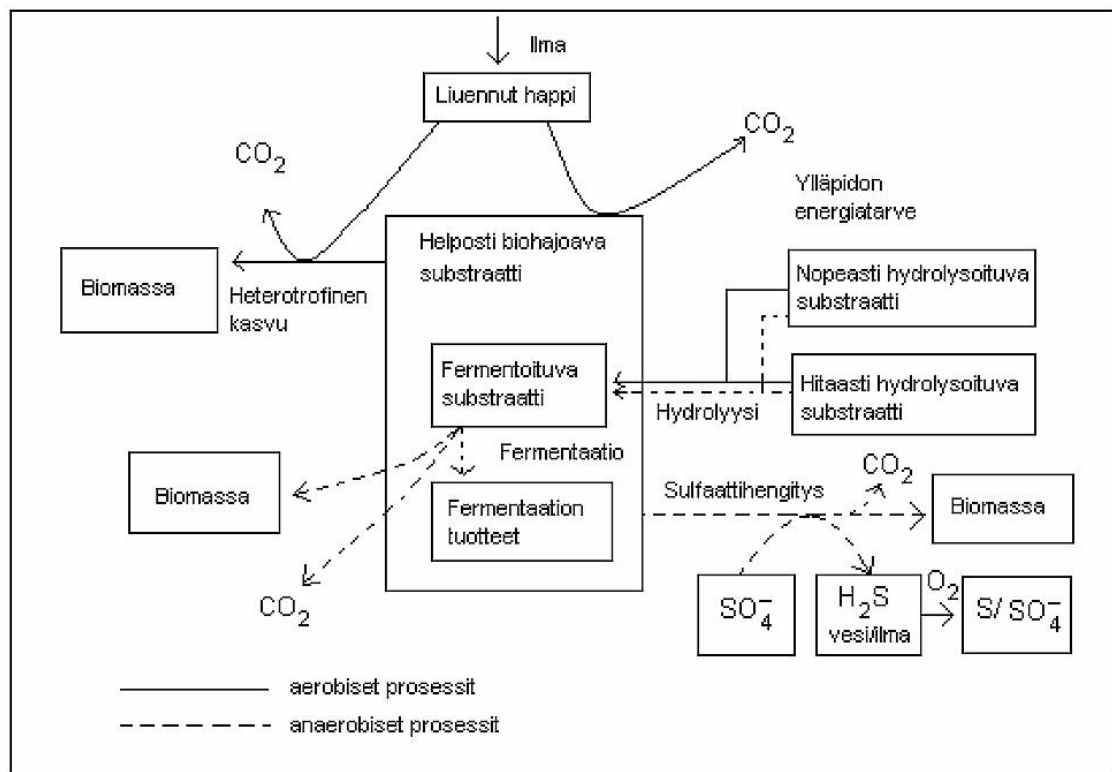 Ilma
Liuennut happi
CO2
CO2
Ylläpidon
energiatarve
Helposti biohajoava
substraatti
Biomassa
Heterotrofinen
kasvu
Nopeasti hydrolysoituva
substraatti
Fermentoituva
substraatti
Hitaasti hydrolysoituva
substraatti
Hydrolyysi
Fermentaatio
Biomassa
Fermentaation
tuotteet
Sulfaattihengitys
CO2
Biomassa
CO2
SO4−
H2S
vesi/ilma
O2
S/ SO4−
aerobiset prosessit
anaerobiset prosessit